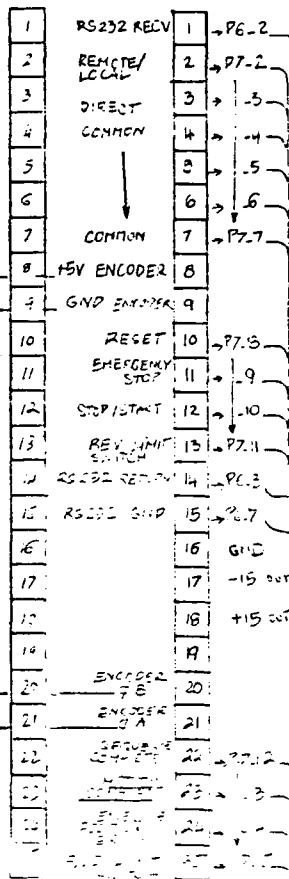 1 RS232 RECV 1 → P6-2
2 REMOTE/ LOCAL 2 → P7-2
3 DIRECT 3 → -3
4 COMMON 4 → -4
5 5 → -5
6 6 → -6
7 COMMON 7 → P7-7
8 +5V ENCODER 8
9 GND ENCODER 9
10 RESET 10 → P7-8
11 EMERGENCY STOP 11 → -9
12 STOP/START 12 → -10
13 REV LIMIT SWITCH 13 → P7-11
14 RS232 RETURN 14 → P6-3
15 RS232 GND 15 → P6-7
16 16 GND
17 17 -15 OUT
18 +15 OUT
19 19
20 ENCODER B 20
21 ENCODER A 21
22 SEQUENCE 22 → P7-12
23 23 → -3
24